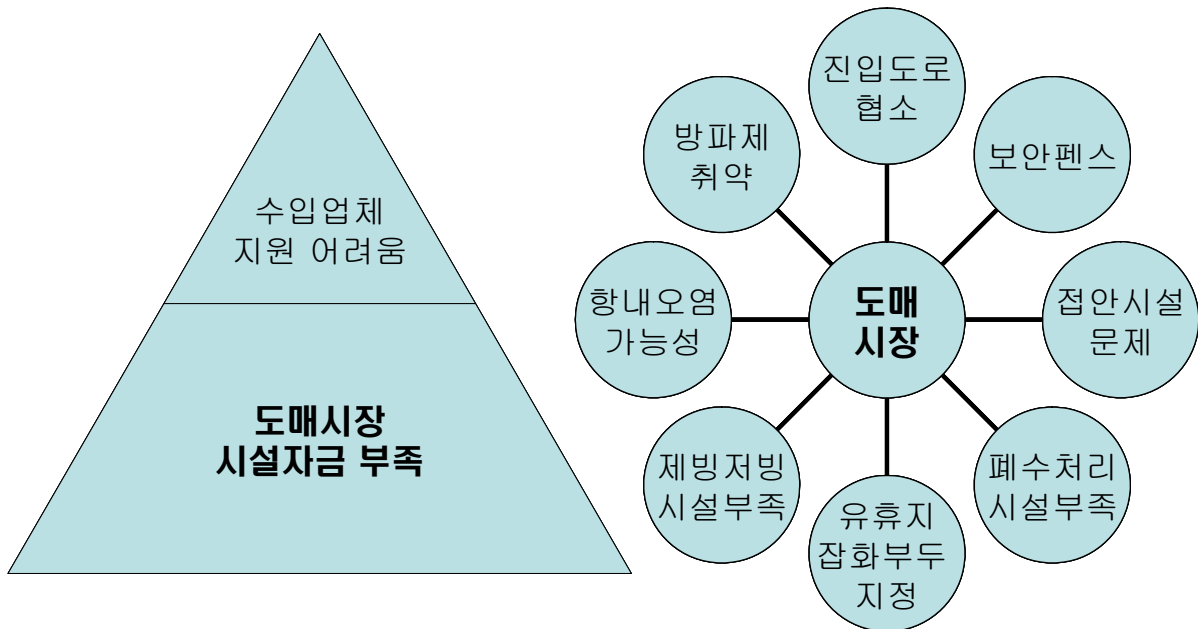 수입업체
지원 어려움
도매시장
시설자금 부족
진입도로
협소
보안펜스
접안시설
문제
폐수처리
시설부족
유휴지
잡화부두
지정
제빙저빙
시설부족
항내오염
가능성
방파제
취약
도매
시장